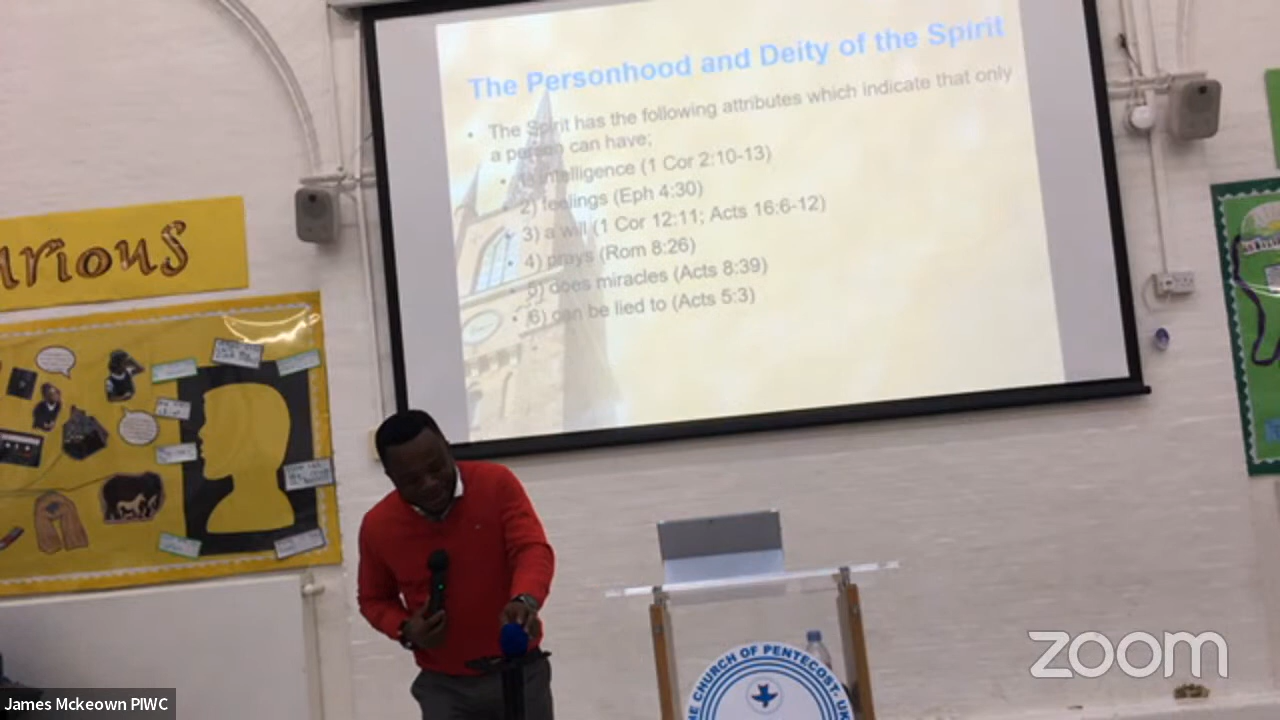 The Personhood and Deity of the Spirit
The Spirit has the following attributes which indicate that only
a person can have;
intelligence (1 Cor 2:10-13)
2) feelings (Eph 4:30)
3) a will (1 Cor 12:11; Acts 16:6-12)
4) prays (Rom 8:26)
5) does miracles (Acts 8:39)
6) can be lied to (Acts 5:3)
CHURCH OF PENTECOST, UK
zoom
James Mckeown PIWC